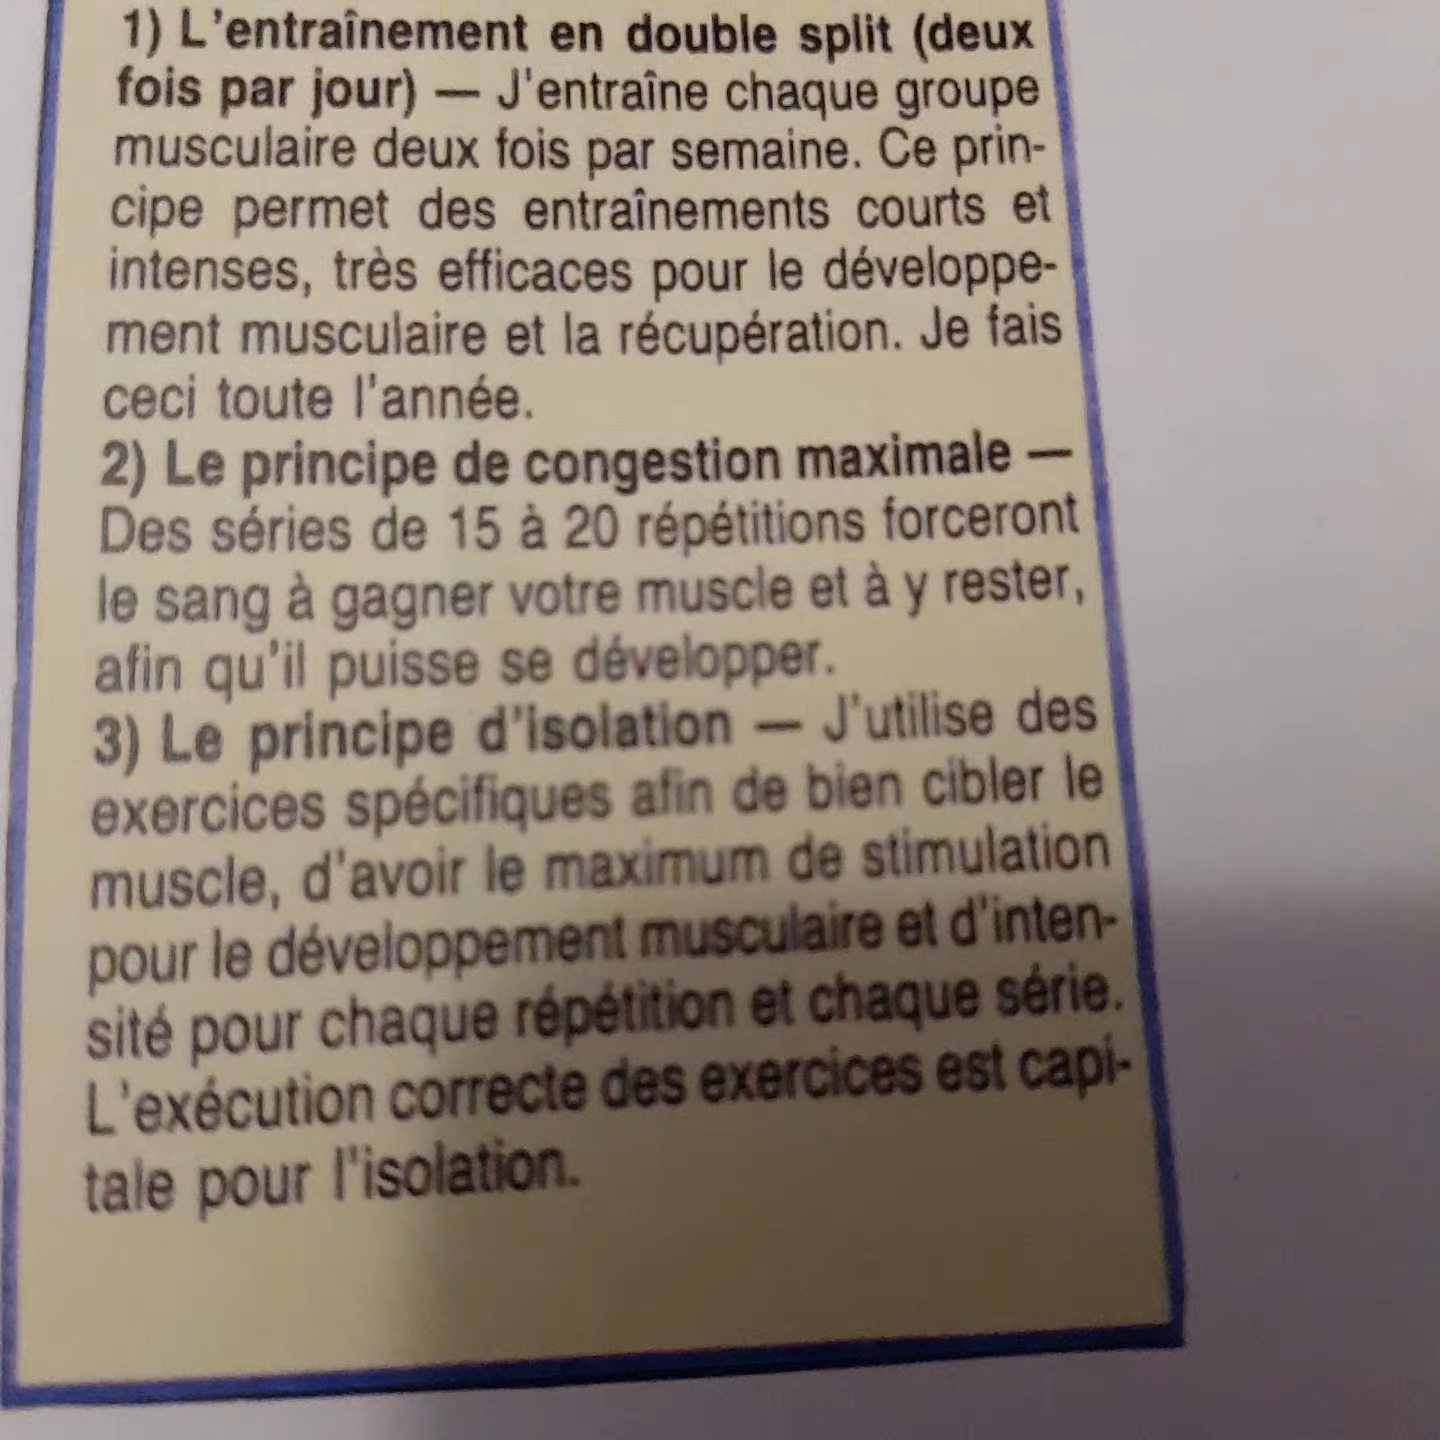 1) L'entraînement en double split (deux
fois par jour) — J'entraîne chaque groupe
musculaire deux fois par semaine. Ce prin-
cipe permet des entraînements courts et
intenses, très efficaces pour le développe-
ment musculaire et la récupération. Je fais
ceci toute l'année.
2) Le principe de congestion maximale —
Des séries de 15 à 20 répétitions forceront
le sang à gagner votre muscle et à y rester,
afin qu'il puisse se développer.
3) Le principe d'isolation — J'utilise des
exercices spécifiques afin de bien cibler le
muscle, d'avoir le maximum de stimulation
pour le développement musculaire et d'inten-
sité pour chaque répétition et chaque série.
L'exécution correcte des exercices est capi-
tale pour l'isolation.